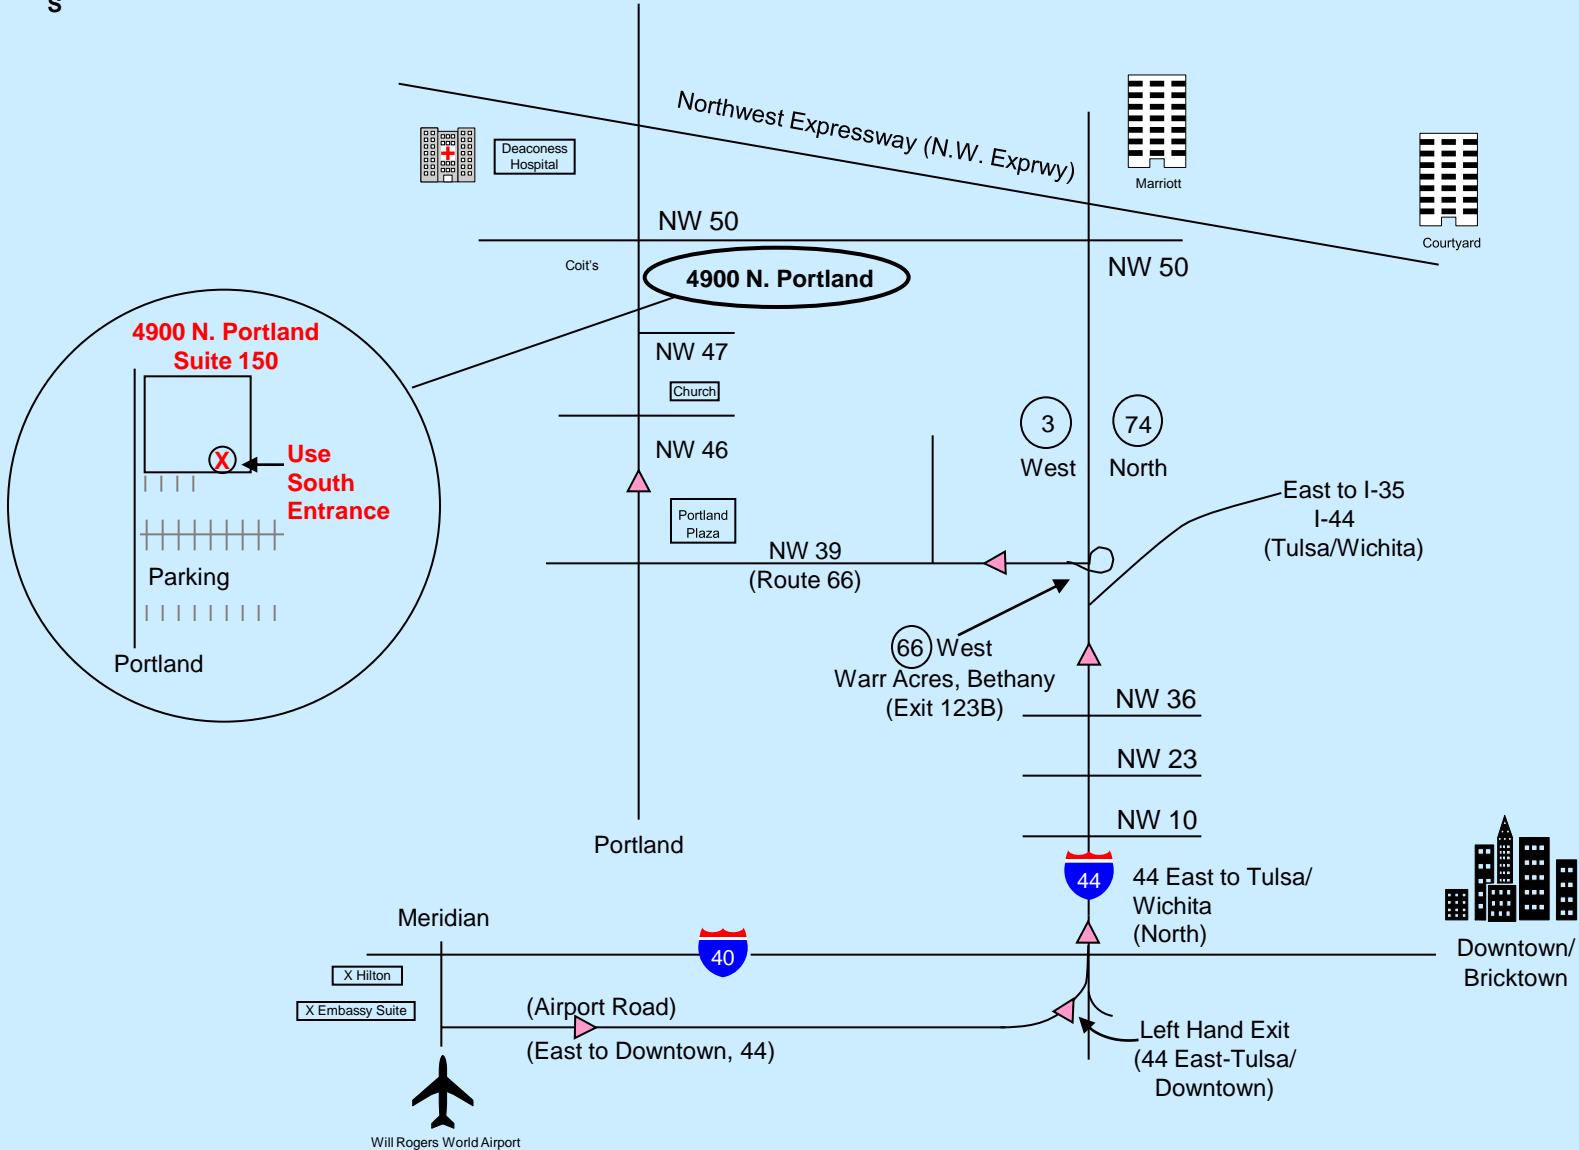 S
Northwest Expressway (N.W. Exprwy)
Deaconess
Hospital
Marriott
Courtyard
NW 50
NW 50
Coit's
4900 N. Portland
4900 N. Portland
Suite 150
NW 47
Church
NW 46
3
West
74
North
Use
South
Entrance
East to I-35
I-44
(Tulsa/Wichita)
Portland
Plaza
NW 39
(Route 66)
Parking
Portland
66 West
Warr Acres, Bethany
(Exit 123B)
NW 36
NW 23
NW 10
Portland
44
44 East to Tulsa/
Wichita
(North)
Meridian
40
Downtown/
Bricktown
X Hilton
X Embassy Suite
(Airport Road)
(East to Downtown, 44)
Left Hand Exit
(44 East-Tulsa/
Downtown)
Will Rogers World Airport
X